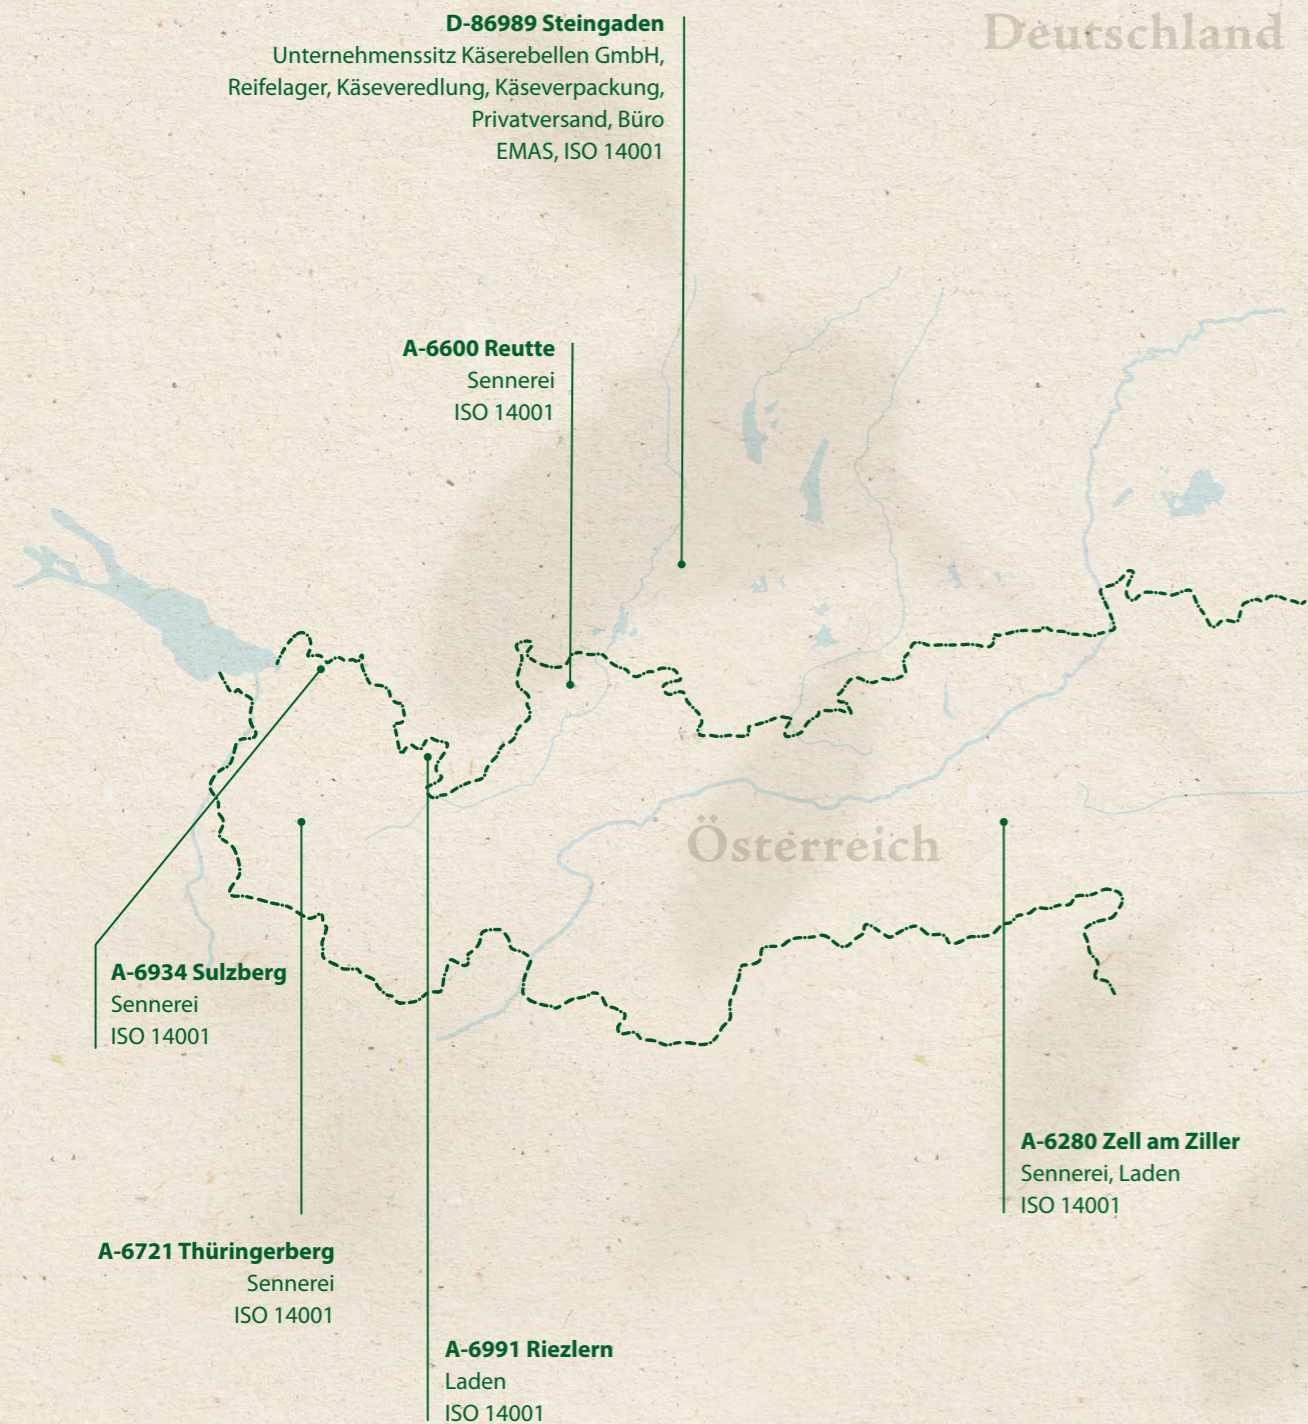 D-86989 Steingaden
Unternehmenssitz Käserebellen GmbH,
Reifelager, Käseveredlung, Käseverpackung,
Privatversand, Büro
EMAS, ISO 14001
Deutschland
A-6600 Reutte
Sennerei
ISO 14001
Österreich
A-6934 Sulzberg
Sennerei
ISO 14001
A-6280 Zell am Ziller
Sennerei, Laden
ISO 14001
A-6721 Thüringerberg
Sennerei
ISO 14001
A-6991 Riezlern
Laden
ISO 14001